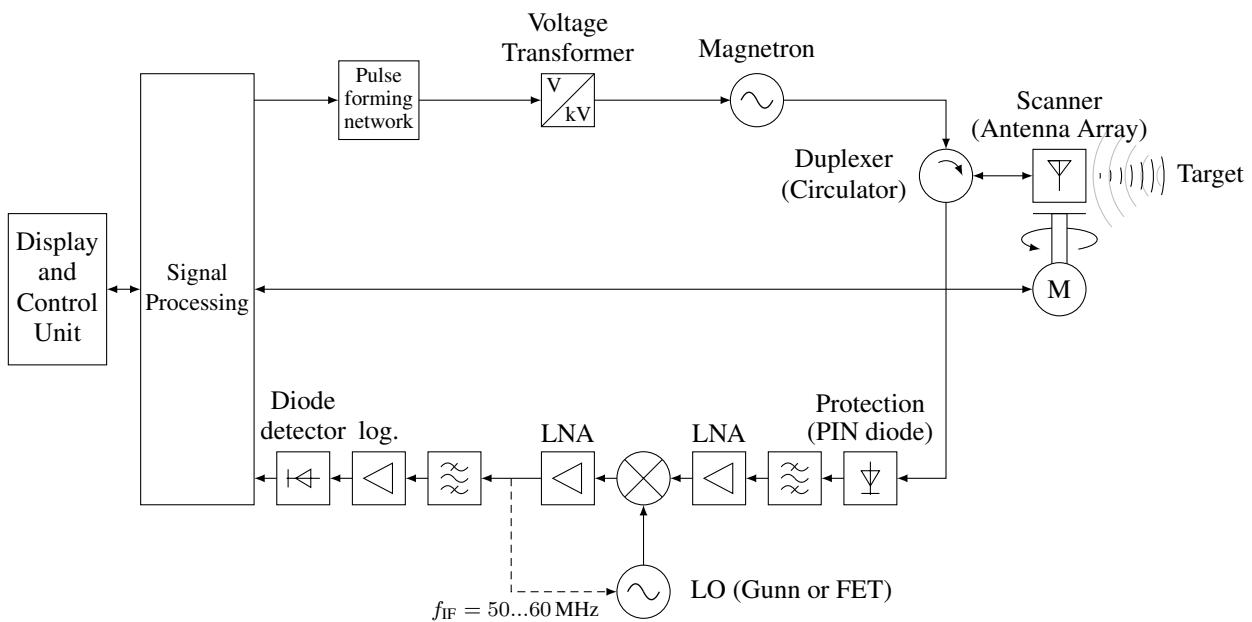 Voltage
Transformer
Magnetron
Pulse
forming
network
V
kV
Scanner
(Antenna Array)
Duplexer
(Circulator)
Target
Display
and
Control
Unit
Signal
Processing
M
Diode
detector
log.
LNA
LNA
Protection
(PIN diode)
LO (Gunn or FET)
f_IF = 50...60 MHz